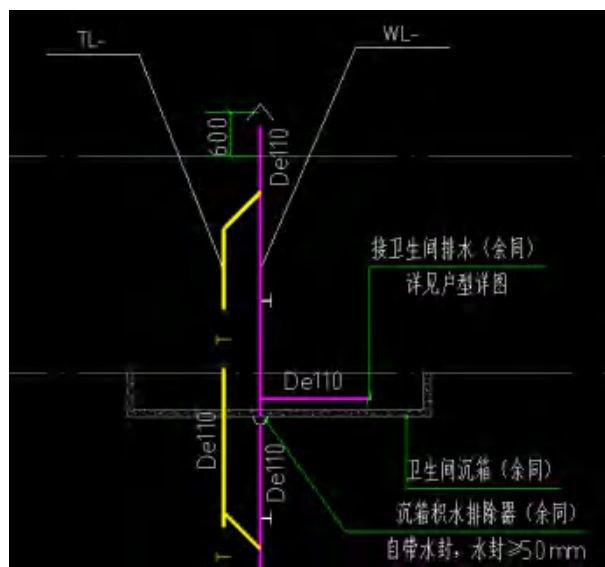 TL-
WL-
600
De110
接卫生间排水（余同）
详见户型详图
T
De110
De110
De110
卫生间沉箱（余同）
沉箱积水排除器（余同）
自带水封，水封≥50mm
T